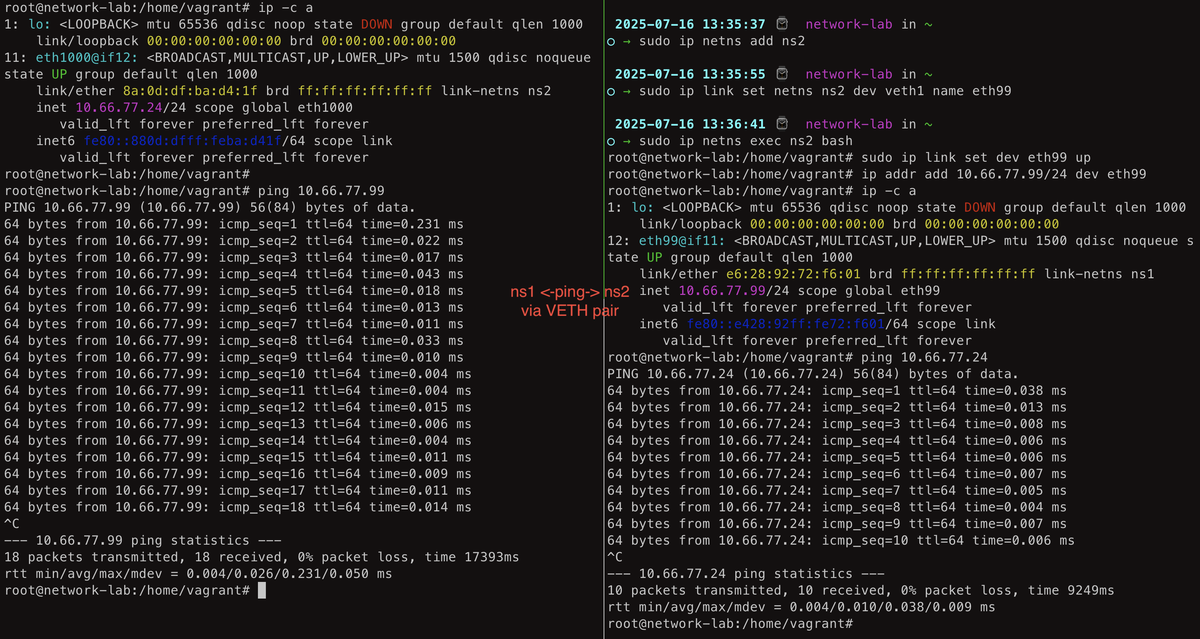 root@network-lab:/home/vagrant# ip -c a
1: lo: <LOOPBACK> mtu 65536 qdisc noop state DOWN group default qlen 1000
    link/loopback 00:00:00:00:00:00 brd 00:00:00:00:00:00
11: eth1000@if12: <BROADCAST,MULTICAST,UP,LOWER_UP> mtu 1500 qdisc noqueue
state UP group default qlen 1000
    link/ether 8a:0d:df:ba:d4:1f brd ff:ff:ff:ff:ff:ff link-netns ns2
    inet 10.66.77.24/24 scope global eth1000
       valid_lft forever preferred_lft forever
    inet6 fe80::880d:dfff:feba:d41f/64 scope link
       valid_lft forever preferred_lft forever
root@network-lab:/home/vagrant#
root@network-lab:/home/vagrant# ping 10.66.77.99
PING 10.66.77.99 (10.66.77.99) 56(84) bytes of data.
64 bytes from 10.66.77.99: icmp_seq=1 ttl=64 time=0.231 ms
64 bytes from 10.66.77.99: icmp_seq=2 ttl=64 time=0.022 ms
64 bytes from 10.66.77.99: icmp_seq=3 ttl=64 time=0.017 ms
64 bytes from 10.66.77.99: icmp_seq=4 ttl=64 time=0.043 ms
64 bytes from 10.66.77.99: icmp_seq=5 ttl=64 time=0.018 ms
64 bytes from 10.66.77.99: icmp_seq=6 ttl=64 time=0.013 ms
64 bytes from 10.66.77.99: icmp_seq=7 ttl=64 time=0.011 ms
64 bytes from 10.66.77.99: icmp_seq=8 ttl=64 time=0.033 ms
64 bytes from 10.66.77.99: icmp_seq=9 ttl=64 time=0.010 ms
64 bytes from 10.66.77.99: icmp_seq=10 ttl=64 time=0.004 ms
64 bytes from 10.66.77.99: icmp_seq=11 ttl=64 time=0.004 ms
64 bytes from 10.66.77.99: icmp_seq=12 ttl=64 time=0.015 ms
64 bytes from 10.66.77.99: icmp_seq=13 ttl=64 time=0.006 ms
64 bytes from 10.66.77.99: icmp_seq=14 ttl=64 time=0.004 ms
64 bytes from 10.66.77.99: icmp_seq=15 ttl=64 time=0.011 ms
64 bytes from 10.66.77.99: icmp_seq=16 ttl=64 time=0.009 ms
64 bytes from 10.66.77.99: icmp_seq=17 ttl=64 time=0.011 ms
64 bytes from 10.66.77.99: icmp_seq=18 ttl=64 time=0.014 ms
^C
--- 10.66.77.99 ping statistics ---
18 packets transmitted, 18 received, 0% packet loss, time 17393ms
rtt min/avg/max/mdev = 0.004/0.026/0.231/0.050 ms
root@network-lab:/home/vagrant#
ns1 <-ping-> ns2
via VETH pair
2025-07-16 13:35:37 network-lab in ~
→ sudo ip netns add ns2
2025-07-16 13:35:55 network-lab in ~
→ sudo ip link set netns ns2 dev veth1 name eth99
2025-07-16 13:36:41 network-lab in ~
→ sudo ip netns exec ns2 bash
root@network-lab:/home/vagrant# sudo ip link set dev eth99 up
root@network-lab:/home/vagrant# ip addr add 10.66.77.99/24 dev eth99
root@network-lab:/home/vagrant# ip -c a
1: lo: <LOOPBACK> mtu 65536 qdisc noop state DOWN group default qlen 1000
    link/loopback 00:00:00:00:00:00 brd 00:00:00:00:00:00
12: eth99@if11: <BROADCAST,MULTICAST,UP,LOWER_UP> mtu 1500 qdisc noqueue s
tate UP group default qlen 1000
    link/ether e6:28:92:72:f6:01 brd ff:ff:ff:ff:ff:ff link-netns ns1
    inet 10.66.77.99/24 scope global eth99
       valid_lft forever preferred_lft forever
    inet6 fe80::e428:92ff:fe72:f601/64 scope link
       valid_lft forever preferred_lft forever
root@network-lab:/home/vagrant# ping 10.66.77.24
PING 10.66.77.24 (10.66.77.24) 56(84) bytes of data.
64 bytes from 10.66.77.24: icmp_seq=1 ttl=64 time=0.038 ms
64 bytes from 10.66.77.24: icmp_seq=2 ttl=64 time=0.013 ms
64 bytes from 10.66.77.24: icmp_seq=3 ttl=64 time=0.008 ms
64 bytes from 10.66.77.24: icmp_seq=4 ttl=64 time=0.006 ms
64 bytes from 10.66.77.24: icmp_seq=5 ttl=64 time=0.006 ms
64 bytes from 10.66.77.24: icmp_seq=6 ttl=64 time=0.007 ms
64 bytes from 10.66.77.24: icmp_seq=7 ttl=64 time=0.005 ms
64 bytes from 10.66.77.24: icmp_seq=8 ttl=64 time=0.004 ms
64 bytes from 10.66.77.24: icmp_seq=9 ttl=64 time=0.007 ms
64 bytes from 10.66.77.24: icmp_seq=10 ttl=64 time=0.006 ms
^C
--- 10.66.77.24 ping statistics ---
10 packets transmitted, 10 received, 0% packet loss, time 9249ms
rtt min/avg/max/mdev = 0.004/0.010/0.038/0.009 ms
root@network-lab:/home/vagrant#